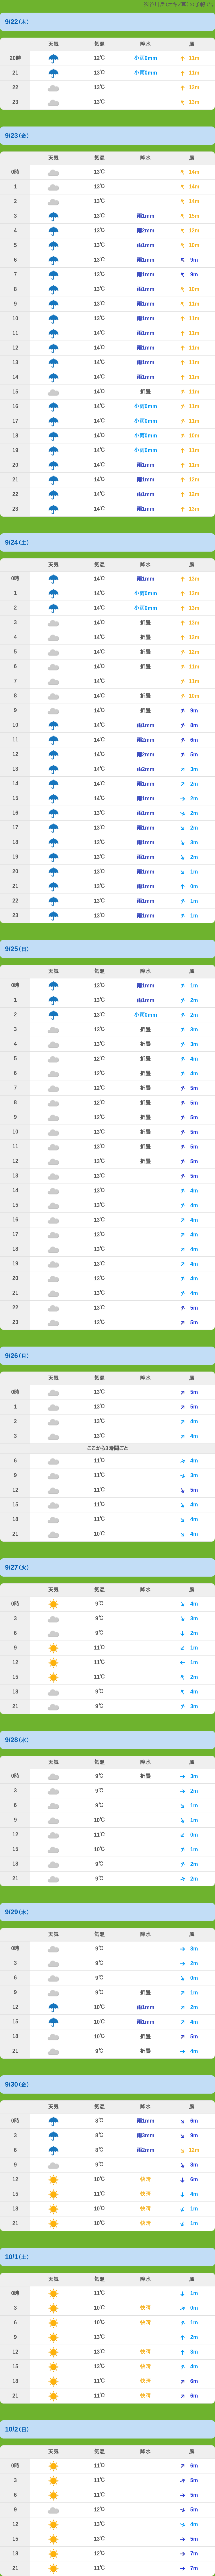 9/22(木)
天気 気温 降水 風
20時 12℃ 小雨0mm 11m
21 13℃ 小雨0mm 11m
22 13℃ 12m
23 13℃ 13m
9/23(金)
天気 気温 降水 風
0時 13℃ 14m
1 13℃ 14m
2 13℃ 14m
3 13℃ 雨1mm 15m
4 13℃ 雨2mm 12m
5 13℃ 雨1mm 10m
6 13℃ 雨1mm 9m
7 13℃ 雨1mm 9m
8 14℃ 雨1mm 10m
9 14℃ 雨1mm 11m
10 14℃ 雨1mm 11m
11 14℃ 雨1mm 11m
12 14℃ 雨1mm 11m
13 14℃ 雨1mm 11m
14 14℃ 雨1mm 11m
15 14℃ 折曇 11m
16 14℃ 小雨0mm 11m
17 14℃ 小雨0mm 11m
18 14℃ 小雨0mm 10m
19 14℃ 小雨0mm 11m
20 14℃ 雨1mm 11m
21 14℃ 雨1mm 12m
22 14℃ 雨1mm 12m
23 14℃ 雨1mm 13m
9/24(土)
天気 気温 降水 風
0時 14℃ 雨1mm 13m
1 14℃ 小雨0mm 13m
2 14℃ 小雨0mm 13m
3 14℃ 折曇 13m
4 14℃ 折曇 12m
5 14℃ 折曇 12m
6 14℃ 折曇 11m
7 14℃ 11m
8 14℃ 折曇 10m
9 14℃ 折曇 9m
10 14℃ 雨1mm 8m
11 14℃ 雨2mm 6m
12 14℃ 雨2mm 5m
13 14℃ 雨2mm 3m
14 14℃ 雨1mm 2m
15 14℃ 雨1mm 2m
16 14℃ 雨1mm 2m
17 14℃ 雨1mm 2m
18 13℃ 雨1mm 3m
19 13℃ 雨1mm 2m
20 13℃ 雨1mm 1m
21 13℃ 雨1mm 0m
22 13℃ 雨1mm 1m
23 13℃ 雨1mm 1m
9/25(日)
天気 気温 降水 風
0時 13℃ 雨1mm 1m
1 13℃ 雨1mm 2m
2 13℃ 小雨0mm 2m
3 13℃ 折曇 3m
4 13℃ 折曇 3m
5 12℃ 折曇 4m
6 12℃ 折曇 4m
7 12℃ 折曇 5m
8 12℃ 折曇 5m
9 12℃ 折曇 5m
10 13℃ 折曇 5m
11 13℃ 折曇 5m
12 13℃ 折曇 5m
13 13℃ 5m
14 13℃ 4m
15 13℃ 4m
16 13℃ 4m
17 13℃ 4m
18 13℃ 4m
19 13℃ 4m
20 13℃ 4m
21 13℃ 4m
22 13℃ 5m
23 13℃ 5m
9/26(月)
天気 気温 降水 風
0時 13℃ 5m
1 13℃ 5m
2 13℃ 4m
3 13℃ 4m
ここから3時間ごと
6 11℃ 4m
9 11℃ 3m
12 11℃ 5m
15 11℃ 4m
18 11℃ 4m
21 10℃ 4m
9/27(火)
天気 気温 降水 風
0時 9℃ 4m
3 9℃ 3m
6 9℃ 2m
9 11℃ 1m
12 11℃ 1m
15 11℃ 2m
18 9℃ 4m
21 9℃ 3m
9/28(水)
天気 気温 降水 風
0時 9℃ 折曇 3m
3 9℃ 2m
6 9℃ 1m
9 10℃ 1m
12 11℃ 0m
15 10℃ 1m
18 9℃ 2m
21 9℃ 2m
9/29(木)
天気 気温 降水 風
0時 9℃ 3m
3 9℃ 2m
6 9℃ 0m
9 9℃ 折曇 1m
12 10℃ 雨1mm 2m
15 10℃ 雨1mm 4m
18 10℃ 折曇 5m
21 9℃ 折曇 4m
9/30(金)
天気 気温 降水 風
0時 8℃ 雨1mm 6m
3 8℃ 雨3mm 9m
6 8℃ 雨2mm 12m
9 9℃ 8m
12 10℃ 快晴 6m
15 11℃ 快晴 4m
18 10℃ 快晴 1m
21 10℃ 快晴 1m
10/1(土)
天気 気温 降水 風
0時 11℃ 1m
3 10℃ 快晴 0m
6 10℃ 快晴 1m
9 13℃ 2m
12 13℃ 快晴 3m
15 13℃ 快晴 4m
18 11℃ 快晴 6m
21 11℃ 快晴 6m
10/2(日)
天気 気温 降水 風
0時 11℃ 6m
3 11℃ 5m
6 11℃ 5m
9 12℃ 5m
12 13℃ 4m
15 13℃ 5m
18 12℃ 7m
21 11℃ 7m